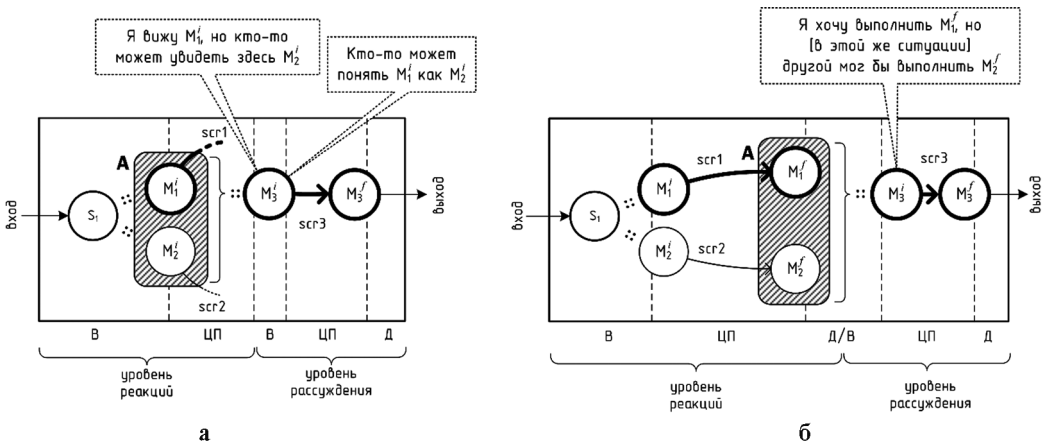 Я вижу M₁ⁱ, но кто-то
может увидеть здесь M₂ⁱ
Кто-то может
понять M₁ⁱ как M₂ⁱ
scr1
A
M₁ⁱ
вход
S₁
M₃ⁱ
M₃ᶠ
выход
scr3
M₂ⁱ
scr2
В
ЦП
В
ЦП
Д
уровень
реакций
уровень
рассуждения
а
Я хочу выполнить M₁ᶠ, но
[в этой же ситуации]
другой мог бы выполнить M₂ᶠ
scr1
A
M₁ᶠ
scr3
M₁ⁱ
вход
S₁
M₃ⁱ
M₃ᶠ
выход
M₂ⁱ
scr2
M₂ᶠ
В
ЦП
Д/В
ЦП
Д
уровень
реакций
уровень
рассуждения
б